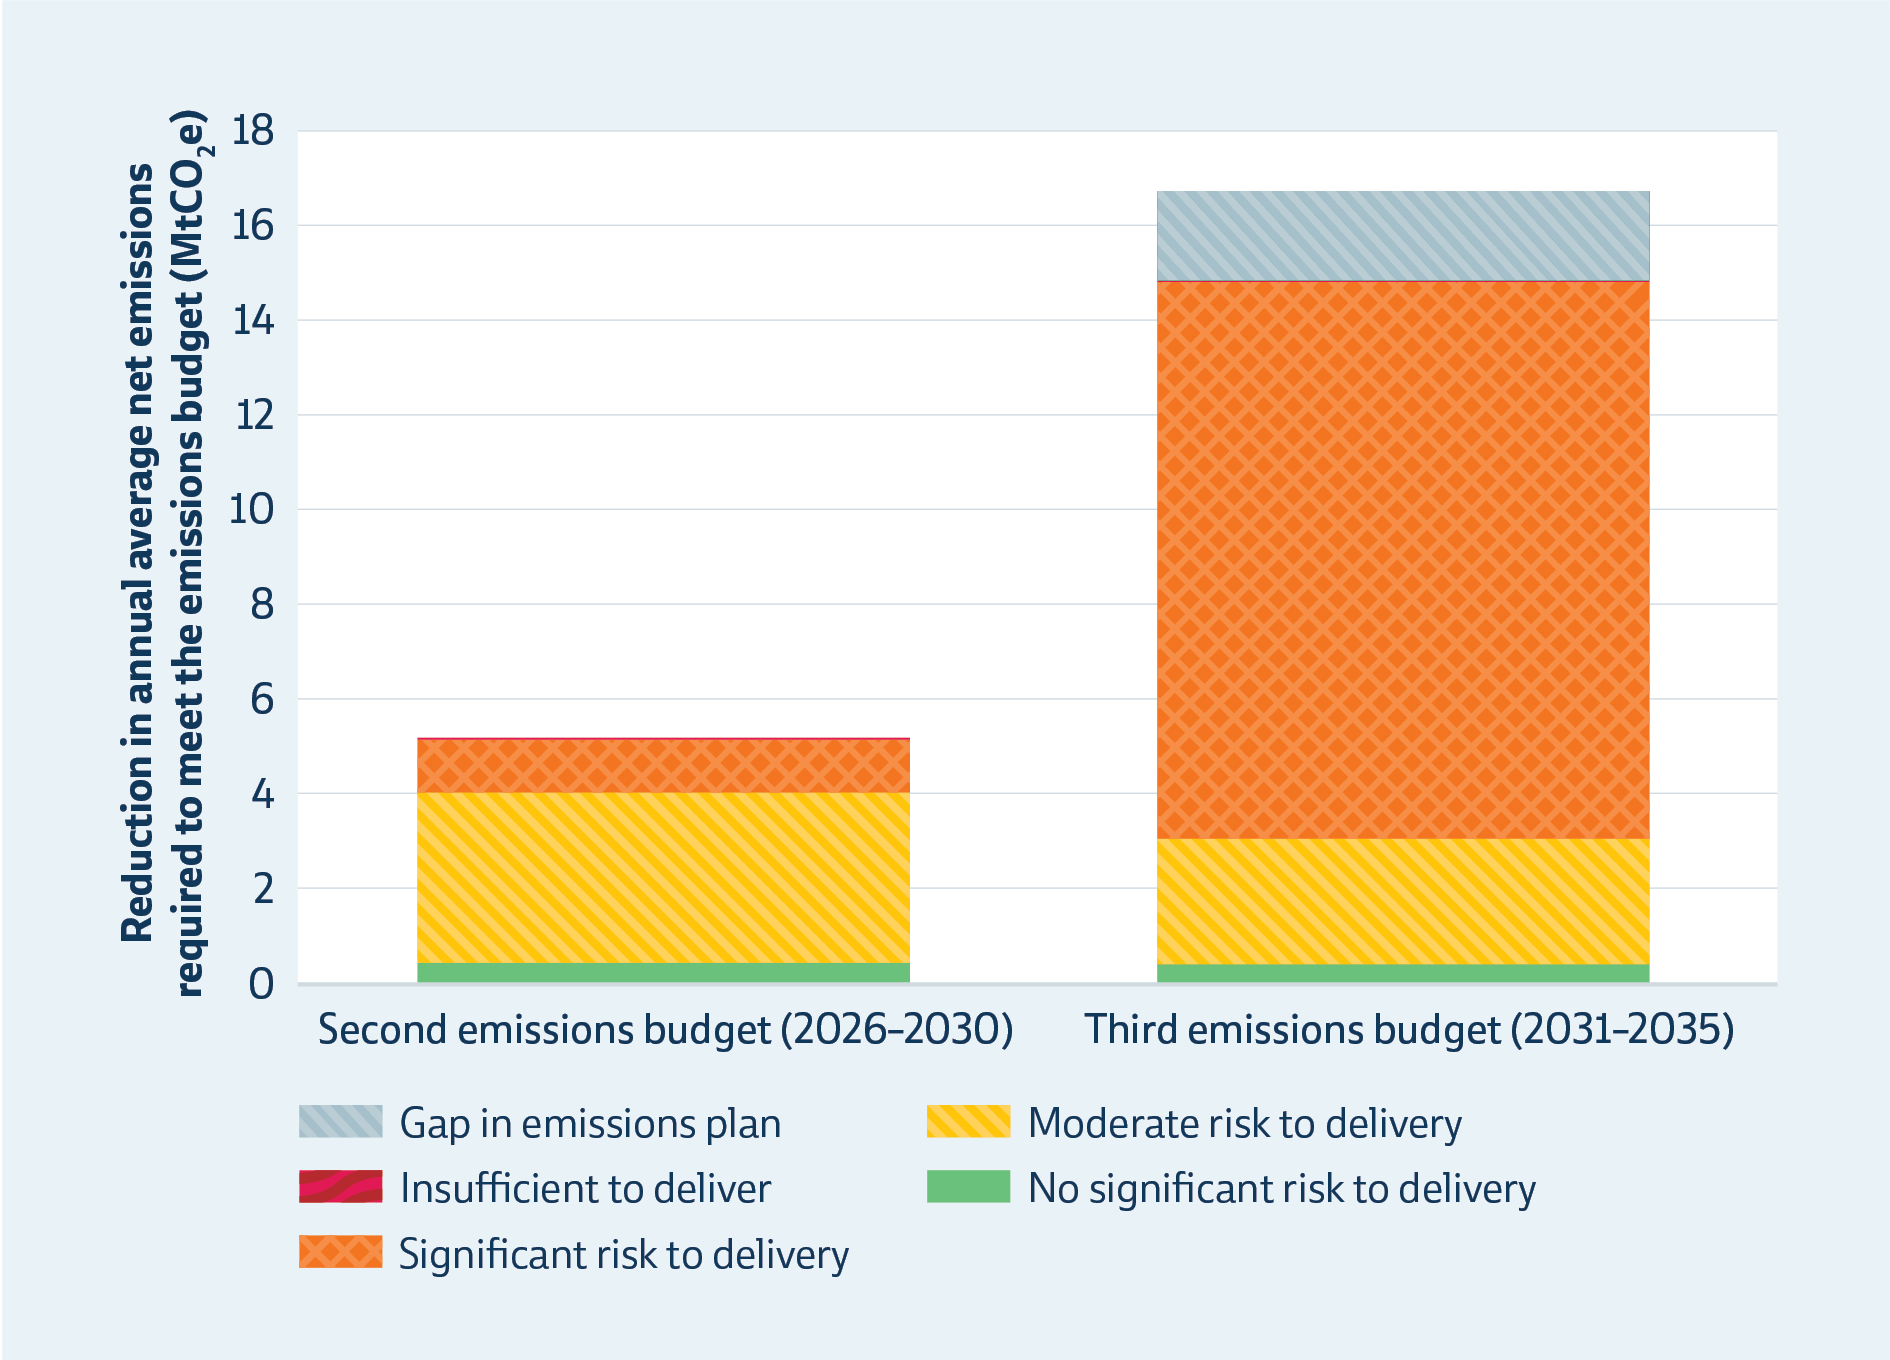 Reduction in annual average net emissions
required to meet the emissions budget (MtCO₂e)
18
16
14
12
10
8
6
4
2
0
Second emissions budget (2026–2030)
Third emissions budget (2031–2035)
Gap in emissions plan
Moderate risk to delivery
Insufficient to deliver
No significant risk to delivery
Significant risk to delivery